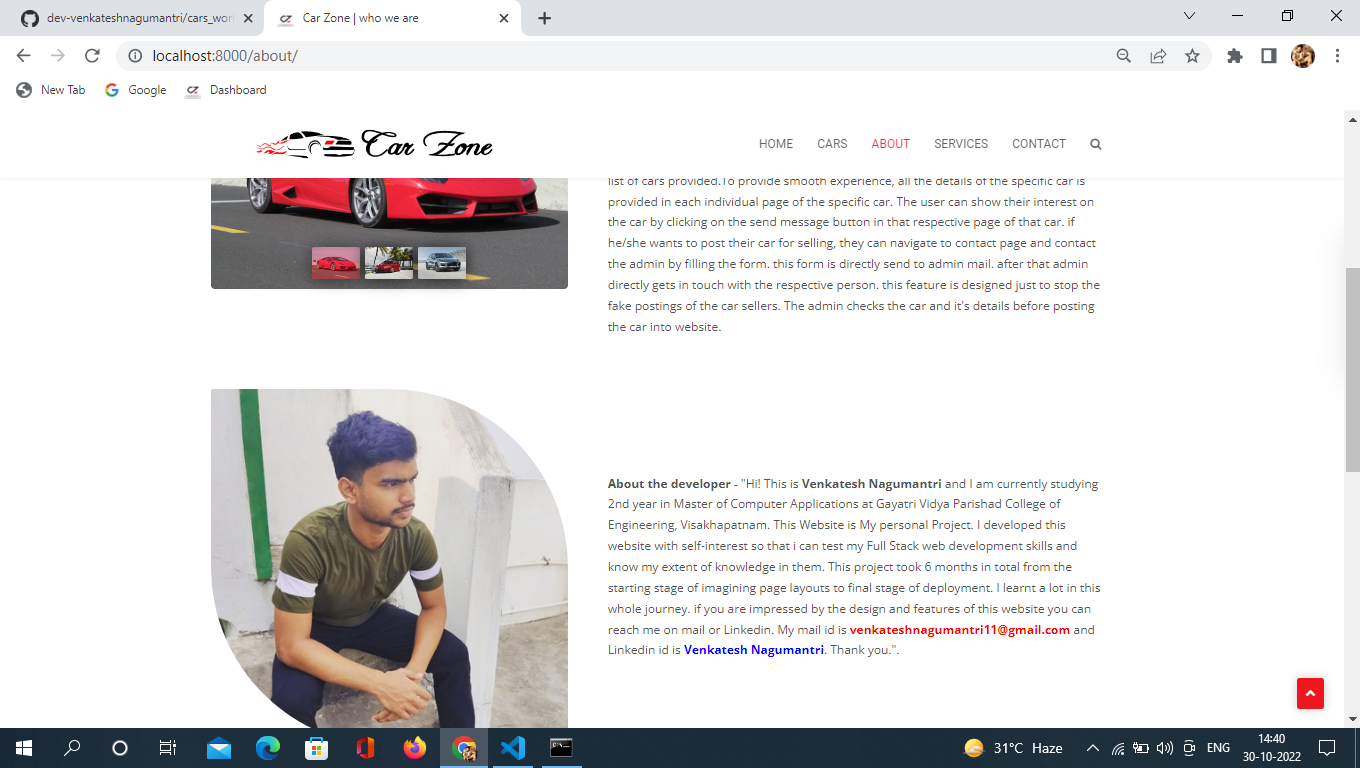 dev-venkateshnagumantri/cars_worl
Car Zone | who we are
localhost:8000/about/
New Tab
Google
CZ
Dashboard
Car Zone
HOME
CARS
ABOUT
SERVICES
CONTACT
list of cars provided.To provide smooth experience, all the details of the specific car is
provided in each individual page of the specific car. The user can show their interest on
the car by clicking on the send message button in that respective page of that car. if
he/she wants to post their car for selling, they can navigate to contact page and contact
the admin by filling the form. this form is directly send to admin mail. after that admin
directly gets in touch with the respective person. this feature is designed just to stop the
fake postings of the car sellers. The admin checks the car and it's details before posting
the car into website.
About the developer - "Hi! This is Venkatesh Nagumantri and I am currently studying
2nd year in Master of Computer Applications at Gayatri Vidya Parishad College of
Engineering, Visakhapatnam. This Website is My personal Project. I developed this
website with self-interest so that i can test my Full Stack web development skills and
know my extent of knowledge in them. This project took 6 months in total from the
starting stage of imagining page layouts to final stage of deployment. I learnt a lot in this
whole journey. if you are impressed by the design and features of this website you can
reach me on mail or Linkedin. My mail id is venkateshnagumantri11@gmail.com and
Linkedin id is Venkatesh Nagumantri. Thank you.".
31°C Haze
ENG
14:40
30-10-2022